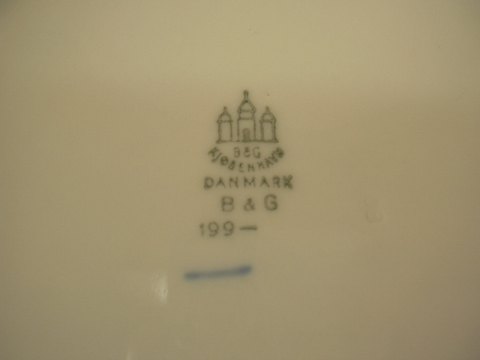 B&G
KJØBENHAVN
DANMARK
B & G
199-